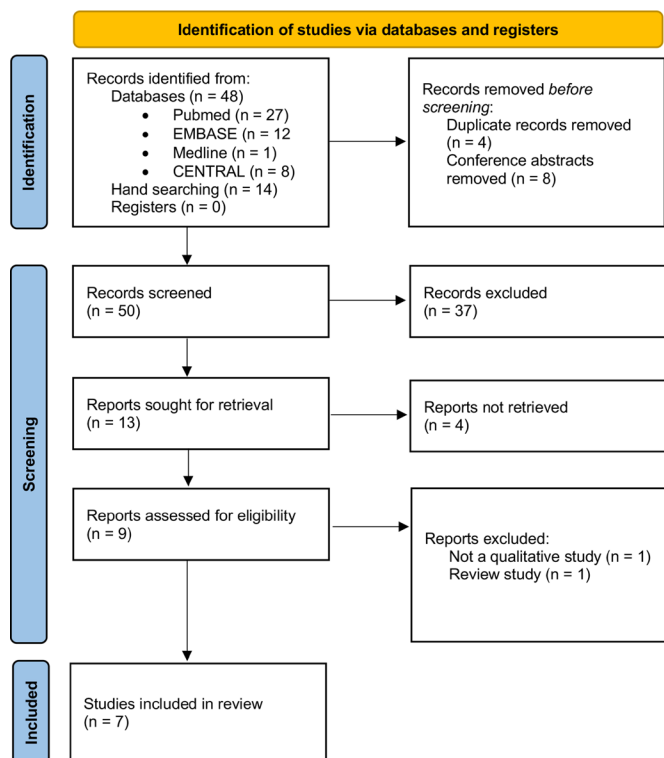 Identification of studies via databases and registers
Identification
Records identified from:
Databases (n = 48)
• Pubmed (n = 27)
• EMBASE (n = 12
• Medline (n = 1)
• CENTRAL (n = 8)
Hand searching (n = 14)
Registers (n = 0)
Records removed before
screening:
Duplicate records removed
(n = 4)
Conference abstracts
removed (n = 8)
Screening
Records screened
(n = 50)
Records excluded
(n = 37)
Reports sought for retrieval
(n = 13)
Reports not retrieved
(n = 4)
Reports assessed for eligibility
(n = 9)
Reports excluded:
Not a qualitative study (n = 1)
Review study (n = 1)
Included
Studies included in review
(n = 7)